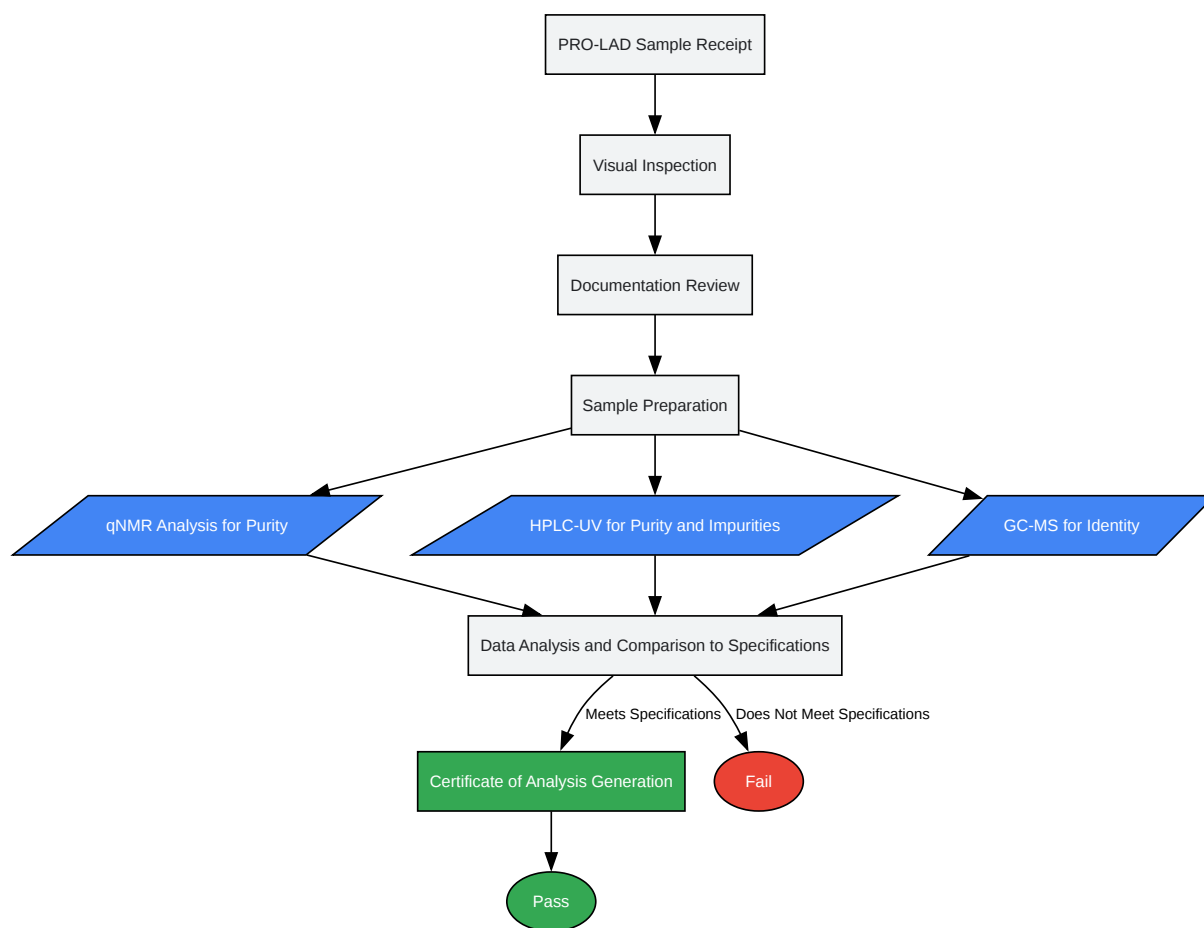 PRO-LAD Sample Receipt
Visual Inspection
Documentation Review
Sample Preparation
qNMR Analysis for Purity
HPLC-UV for Purity and Impurities
GC-MS for Identity
Data Analysis and Comparison to Specifications
Meets Specifications
Does Not Meet Specifications
Certificate of Analysis Generation
Fail
Pass